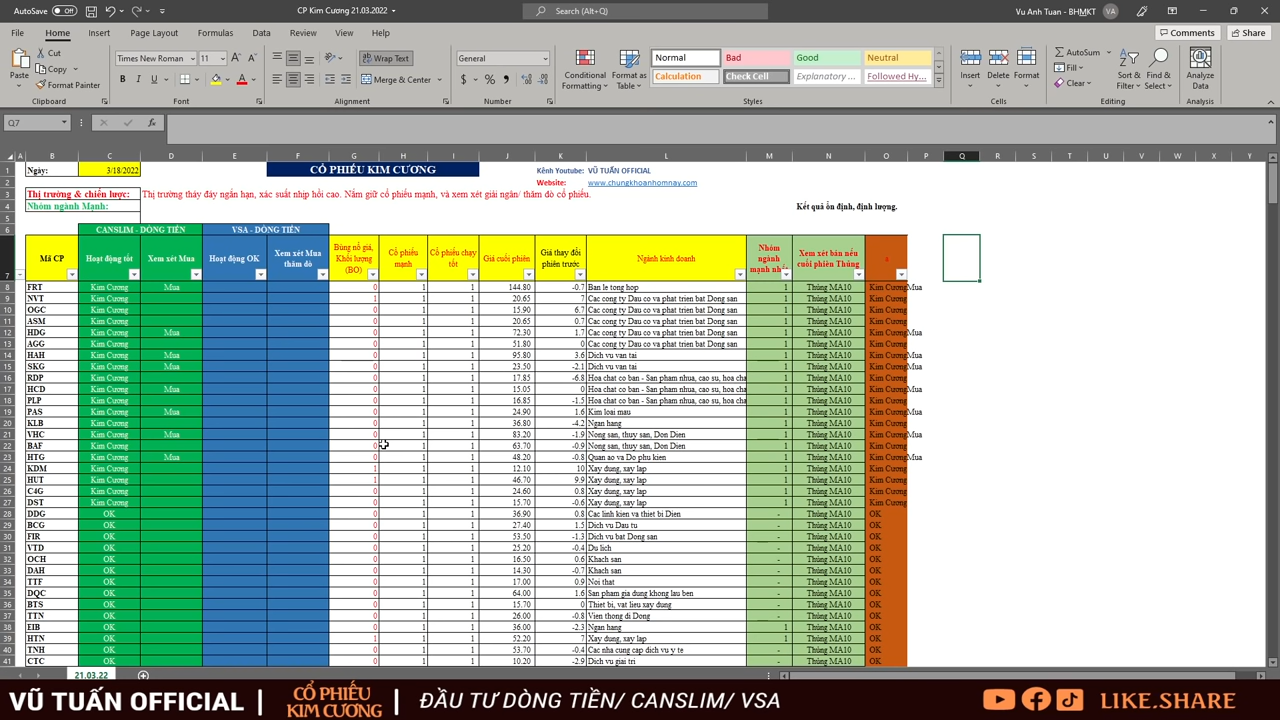 AutoSave Off CP Kim Cương 21.03.2022 Search (Alt+Q) Vu Anh Tuan - BHMKT VA
File Home Insert Page Layout Formulas Data Review View Help Comments Share
Paste Cut Copy Format Painter Times New Roman 11 Wrap Text Merge & Center General Conditional Formatting Format as Table Normal Bad Good Neutral Calculation Check Cell Explanatory ... Followed Hy... Insert Delete Format AutoSum Fill Clear Sort & Filter Find & Select Analyze Data
Clipboard Font Alignment Number Styles Cells Editing Analysis
Q7
A B C D E F G H I J K L M N O P Q R S T U V W X Y
1 Ngày: 3/18/2022 CỔ PHIẾU KIM CƯƠNG Kênh Youtube: VŨ TUẤN OFFICIAL
2 Website: www.chungkhoanhomnay.com
3 Thị trường & chiến lược: Thị trường thấy đáy ngắn hạn, xác suất nhịp hồi cao. Nắm giữ cổ phiếu mạnh, và xem xét giải ngân/ thăm dò cổ phiếu.
4 Nhóm ngành Mạnh: Kết quả ổn định, định lượng.
5
6 CANSLIM - DÒNG TIỀN VSA - DÒNG TIỀN
7 Mã CP Hoạt động tốt Xem xét Mua Hoạt động OK Xem xét Mua thăm dò Bùng nổ giá, Khối lượng (BO) Cổ phiếu mạnh Cổ phiếu chạy tốt Giá cuối phiên Giá thay đổi phiên trước Ngành kinh doanh Nhóm ngành mạnh nhất Xem xét bán nếu cuối phiên Thủng
8 FRT Kim Cương Mua 0 1 1 144.80 -0.7 Ban le tong hop 1 Thủng MA10 Kim Cương Mua
9 NVT Kim Cương 1 1 1 20.65 7 Cac cong ty Dau co va phat trien bat Dong san 1 Thủng MA10 Kim Cương
10 OGC Kim Cương 0 1 1 15.90 6.7 Cac cong ty Dau co va phat trien bat Dong san 1 Thủng MA10 Kim Cương
11 ASM Kim Cương 0 1 1 20.65 0.7 Cac cong ty Dau co va phat trien bat Dong san 1 Thủng MA10 Kim Cương
12 HDG Kim Cương Mua 0 1 1 72.30 1.7 Cac cong ty Dau co va phat trien bat Dong san 1 Thủng MA10 Kim Cương Mua
13 AGG Kim Cương 0 1 1 51.80 0 Cac cong ty Dau co va phat trien bat Dong san 1 Thủng MA10 Kim Cương
14 HAH Kim Cương 0 1 1 95.80 3.6 Dich vu van tai 1 Thủng MA10 Kim Cương
15 SKG Kim Cương Mua 0 1 1 23.50 -2.1 Dich vu van tai 1 Thủng MA10 Kim Cương Mua
16 RDP Kim Cương 0 1 1 17.85 -6.8 Hoa chat co ban - San pham nhua, cao su, hoa cha 1 Thủng MA10 Kim Cương
17 HCD Kim Cương Mua 0 1 1 15.05 0 Hoa chat co ban - San pham nhua, cao su, hoa cha 1 Thủng MA10 Kim Cương Mua
18 PLP Kim Cương 0 1 1 16.85 -1.5 Hoa chat co ban - San pham nhua, cao su, hoa cha 1 Thủng MA10 Kim Cương
19 PAS Kim Cương Mua 0 1 1 24.90 1.6 Kim loai mau 1 Thủng MA10 Kim Cương Mua
20 KLB Kim Cương 0 1 1 36.80 -4.2 Ngan hang 1 Thủng MA10 Kim Cương
21 VHC Kim Cương Mua 0 1 1 83.20 -1.9 Nong san, thuy san, Don Dien 1 Thủng MA10 Kim Cương Mua
22 BAF Kim Cương 0 1 1 63.70 -0.9 Nong san, thuy san, Don Dien 1 Thủng MA10 Kim Cương
23 HTG Kim Cương Mua 0 1 1 48.20 -0.8 Quan ao va Do phu kien 1 Thủng MA10 Kim Cương Mua
24 KDM Kim Cương 1 1 1 12.10 10 Xay dung, xay lap 1 Thủng MA10 Kim Cương
25 HUT Kim Cương 1 1 1 46.70 9.9 Xay dung, xay lap 1 Thủng MA10 Kim Cương
26 C4G Kim Cương 0 1 1 24.60 0.8 Xay dung, xay lap 1 Thủng MA10 Kim Cương
27 DST Kim Cương 0 1 1 15.70 -0.6 Xay dung, xay lap 1 Thủng MA10 Kim Cương
28 DDG OK 0 1 1 36.90 0.8 Cac linh kien va thiet bi Dien - Thủng MA10 OK
29 BCG OK 0 1 1 27.40 1.5 Dich vu Dau tu - Thủng MA10 OK
30 FIR OK 0 1 1 53.50 -1.3 Dich vu bat Dong san - Thủng MA10 OK
31 VTD OK 0 1 1 25.20 -0.4 Du lich - Thủng MA10 OK
32 OCH OK 0 1 1 16.50 0.6 Khach san - Thủng MA10 OK
33 DAH OK 0 1 1 14.30 -0.7 Khach san - Thủng MA10 OK
34 TTF OK 0 1 1 17.00 0.9 Noi that - Thủng MA10 OK
35 DQC OK 0 1 1 64.00 1.6 San pham gia dung khong lau ben - Thủng MA10 OK
36 BTS OK 0 1 1 15.70 0 Thiet bi, vat lieu xay dung - Thủng MA10 OK
37 TTN OK 0 1 1 26.00 -0.8 Vien thong di Dong - Thủng MA10 OK
38 EIB OK 0 1 1 36.00 -2.3 Ngan hang 1 Thủng MA10 OK
39 HTN OK 1 1 1 52.20 7 Xay dung, xay lap 1 Thủng MA10 OK
40 TNH OK 0 1 1 53.70 -0.4 Cac nha cung cap dich vu y te - Thủng MA10 OK
41 CTC OK 0 1 1 10.20 -2.9 Dich vu giai tri - Thủng MA10 OK
21.03.22
VŨ TUẤN OFFICIAL | CỔ PHIẾU KIM CƯƠNG | ĐẦU TƯ DÒNG TIỀN/ CANSLIM/ VSA LIKE.SHARE